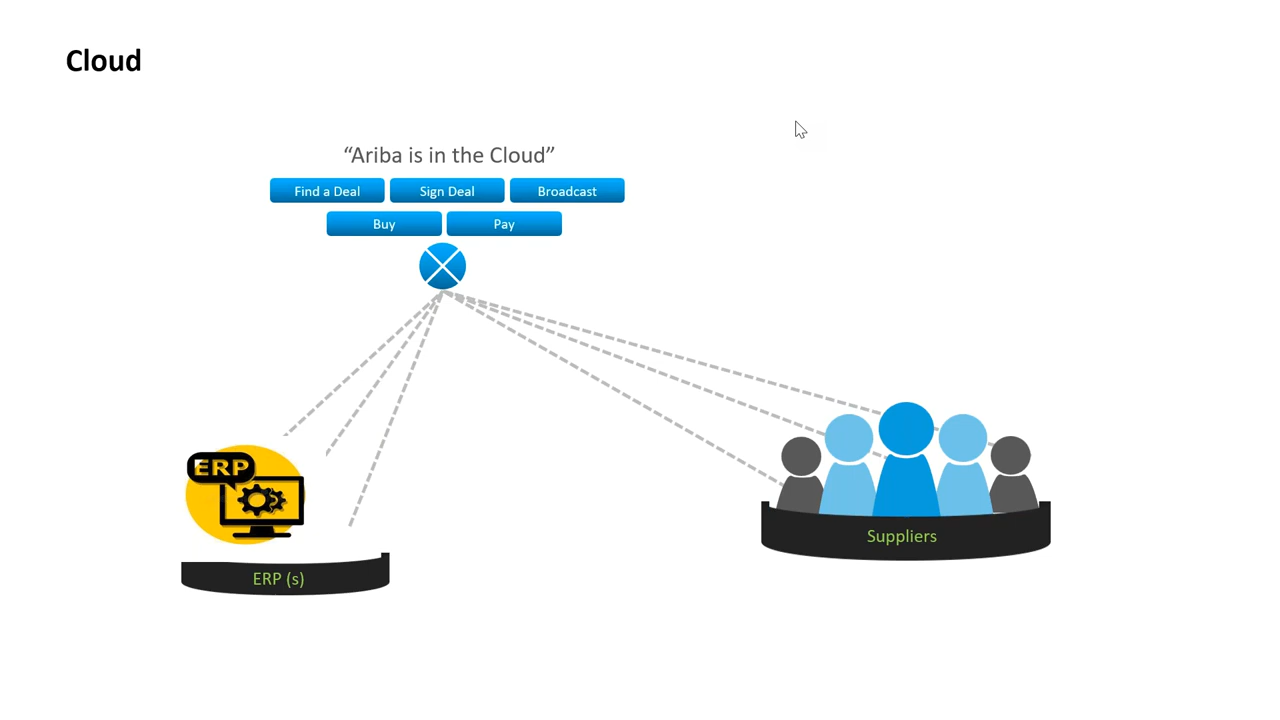 Cloud
“Ariba is in the Cloud”
Find a Deal
Sign Deal
Broadcast
Buy
Pay
ERP
Suppliers
ERP (s)